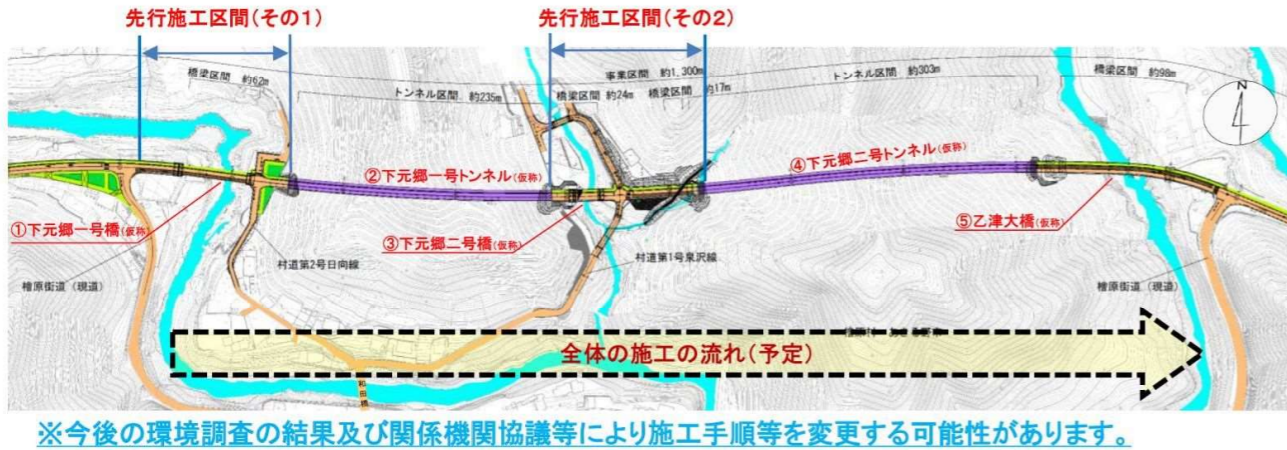 先行施工区間(その1)
先行施工区間(その2)
橋梁区間 約62m
事業区間 約1,300m
トンネル区間 約303m
橋梁区間 約98m
トンネル区間 約235m
橋梁区間 約24m
橋梁区間 約17m
N
②下元郷一号トンネル(仮称)
④下元郷二号トンネル(仮称)
①下元郷一号橋(仮称)
③下元郷二号橋(仮称)
⑤乙津大橋(仮称)
村道第2号日向線
村道第1号泉沢線
檜原街道(現道)
檜原街道(現道)
全体の施工の流れ(予定)
和田橋
※今後の環境調査の結果及び関係機関協議等により施工手順等を変更する可能性があります。